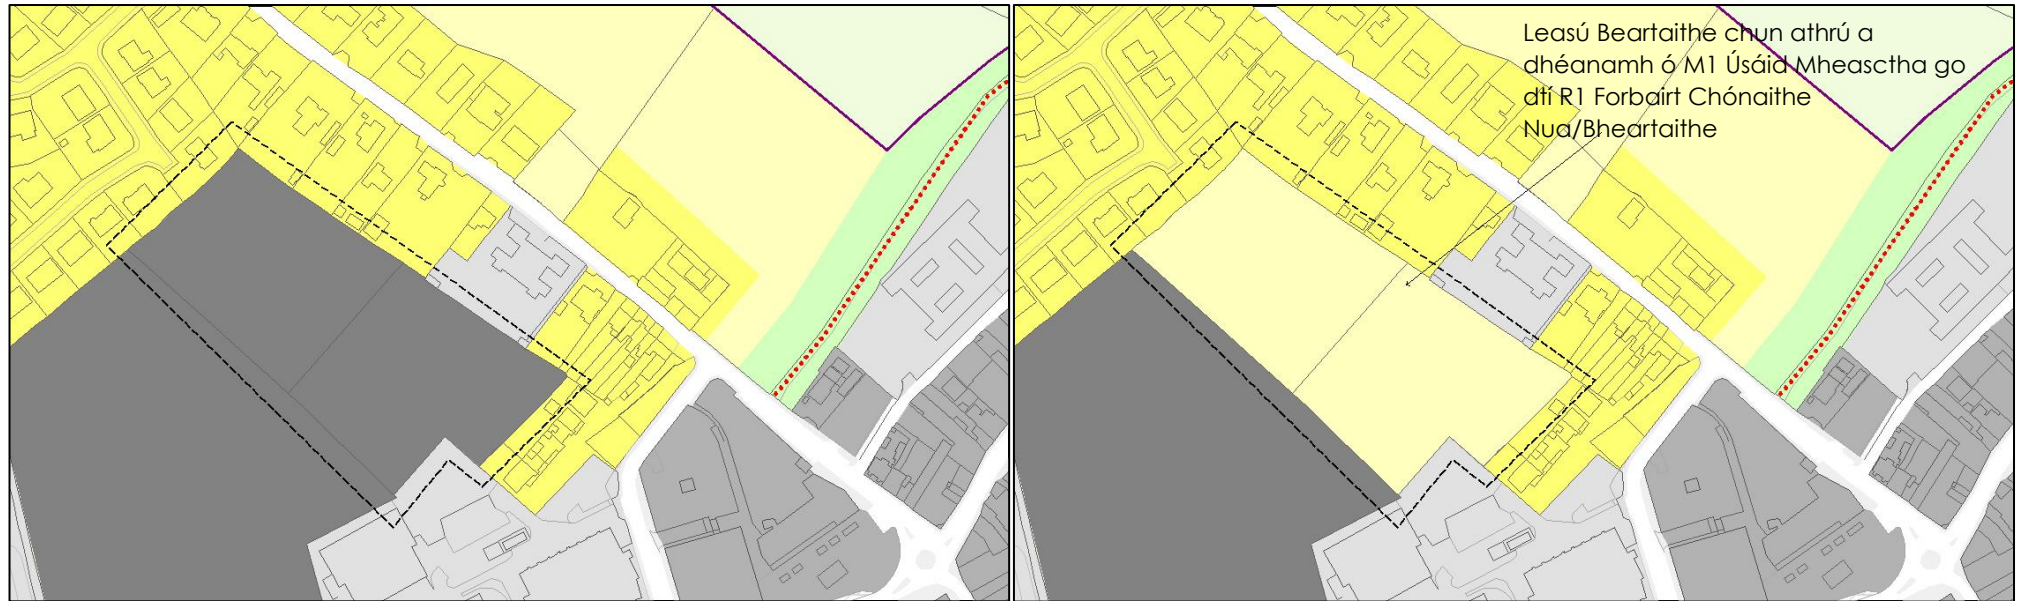 Leasú Beartaithe chun athrú a
dhéanamh ó M1 Úsáid Mheasctha go
dtí R1 Forbairt Chónaithe
Nua/Bheartaithe